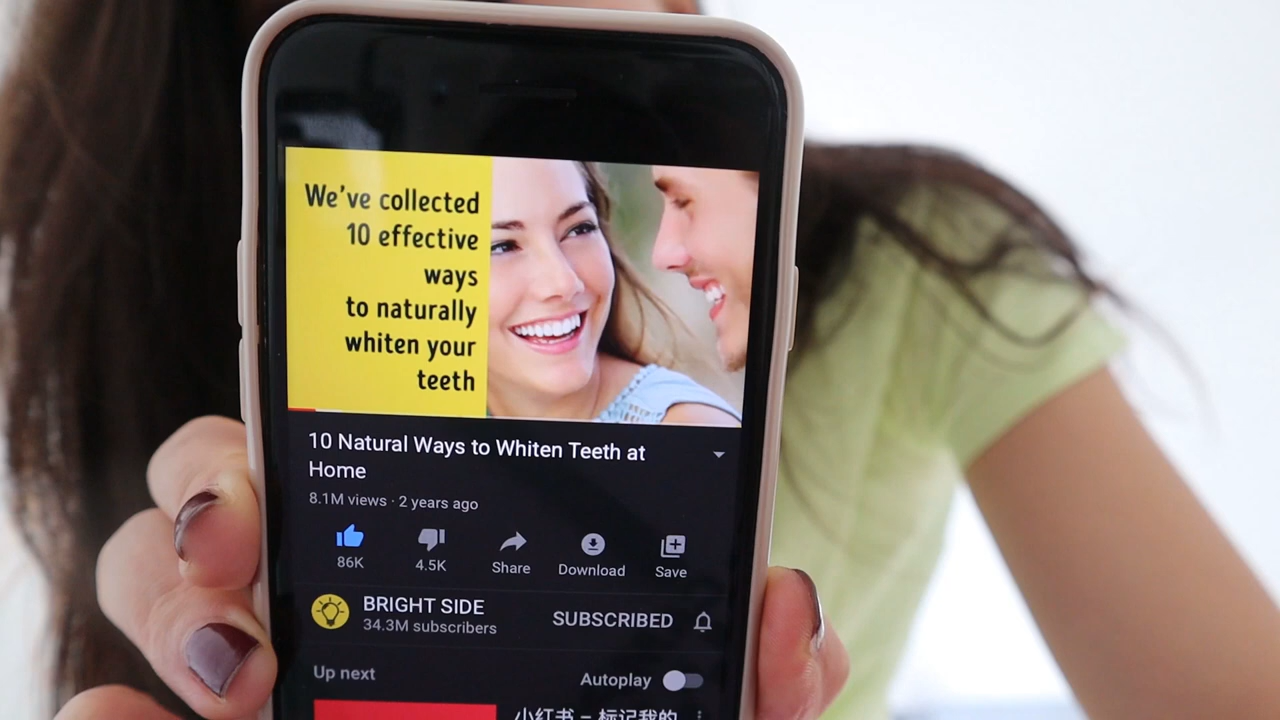 We've collected
10 effective
ways
to naturally
whiten your
teeth
10 Natural Ways to Whiten Teeth at
Home
8.1M views · 2 years ago
86K
4.5K
Share
Download
Save
BRIGHT SIDE
34.3M subscribers
SUBSCRIBED
Up next
Autoplay
小红书 – 标记我的